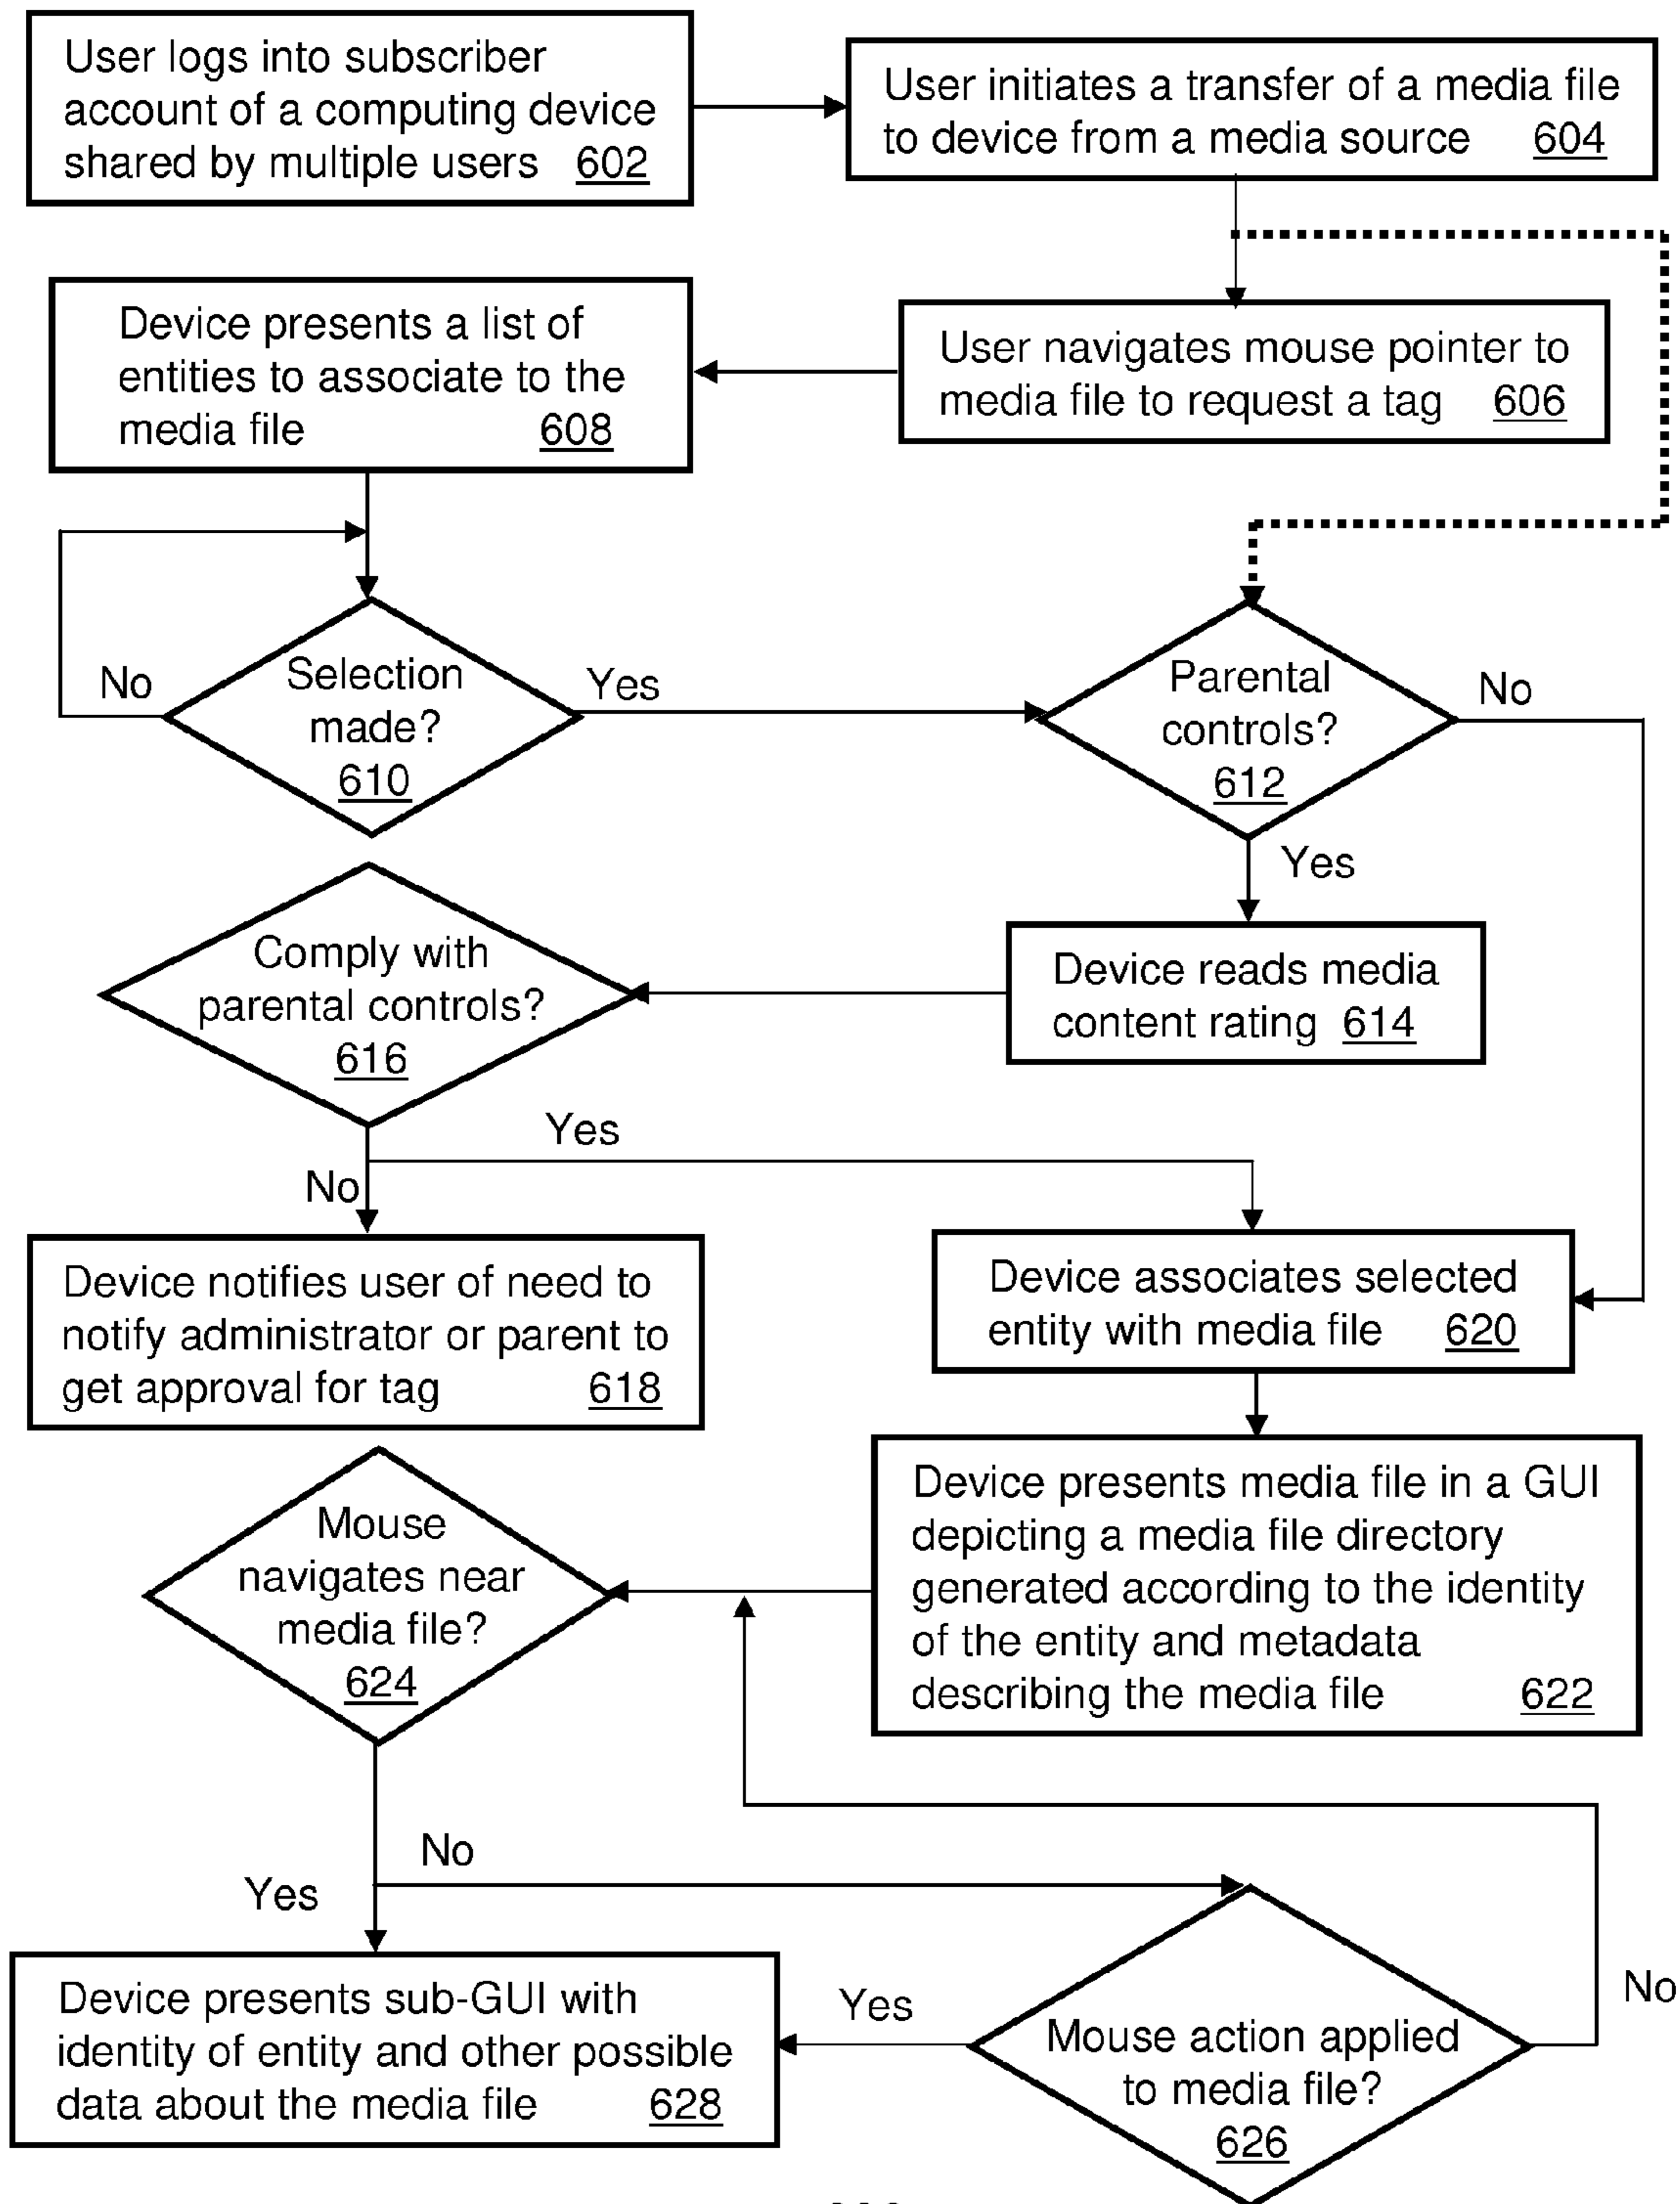 User logs into subscriber
account of a computing device
shared by multiple users 602
User initiates a transfer of a media file
to device from a media source 604
User navigates mouse pointer to
media file to request a tag 606
Device presents a list of
entities to associate to the
media file 608
Selection
made?
610
No
Yes
Parental
controls?
612
No
Yes
Device reads media
content rating 614
Comply with
parental controls?
616
Yes
No
Device notifies user of need to
notify administrator or parent to
get approval for tag 618
Device associates selected
entity with media file 620
Device presents media file in a GUI
depicting a media file directory
generated according to the identity
of the entity and metadata
describing the media file 622
Mouse
navigates near
media file?
624
No
Yes
Device presents sub-GUI with
identity of entity and other possible
data about the media file 628
Yes
Mouse action applied
to media file?
626
No